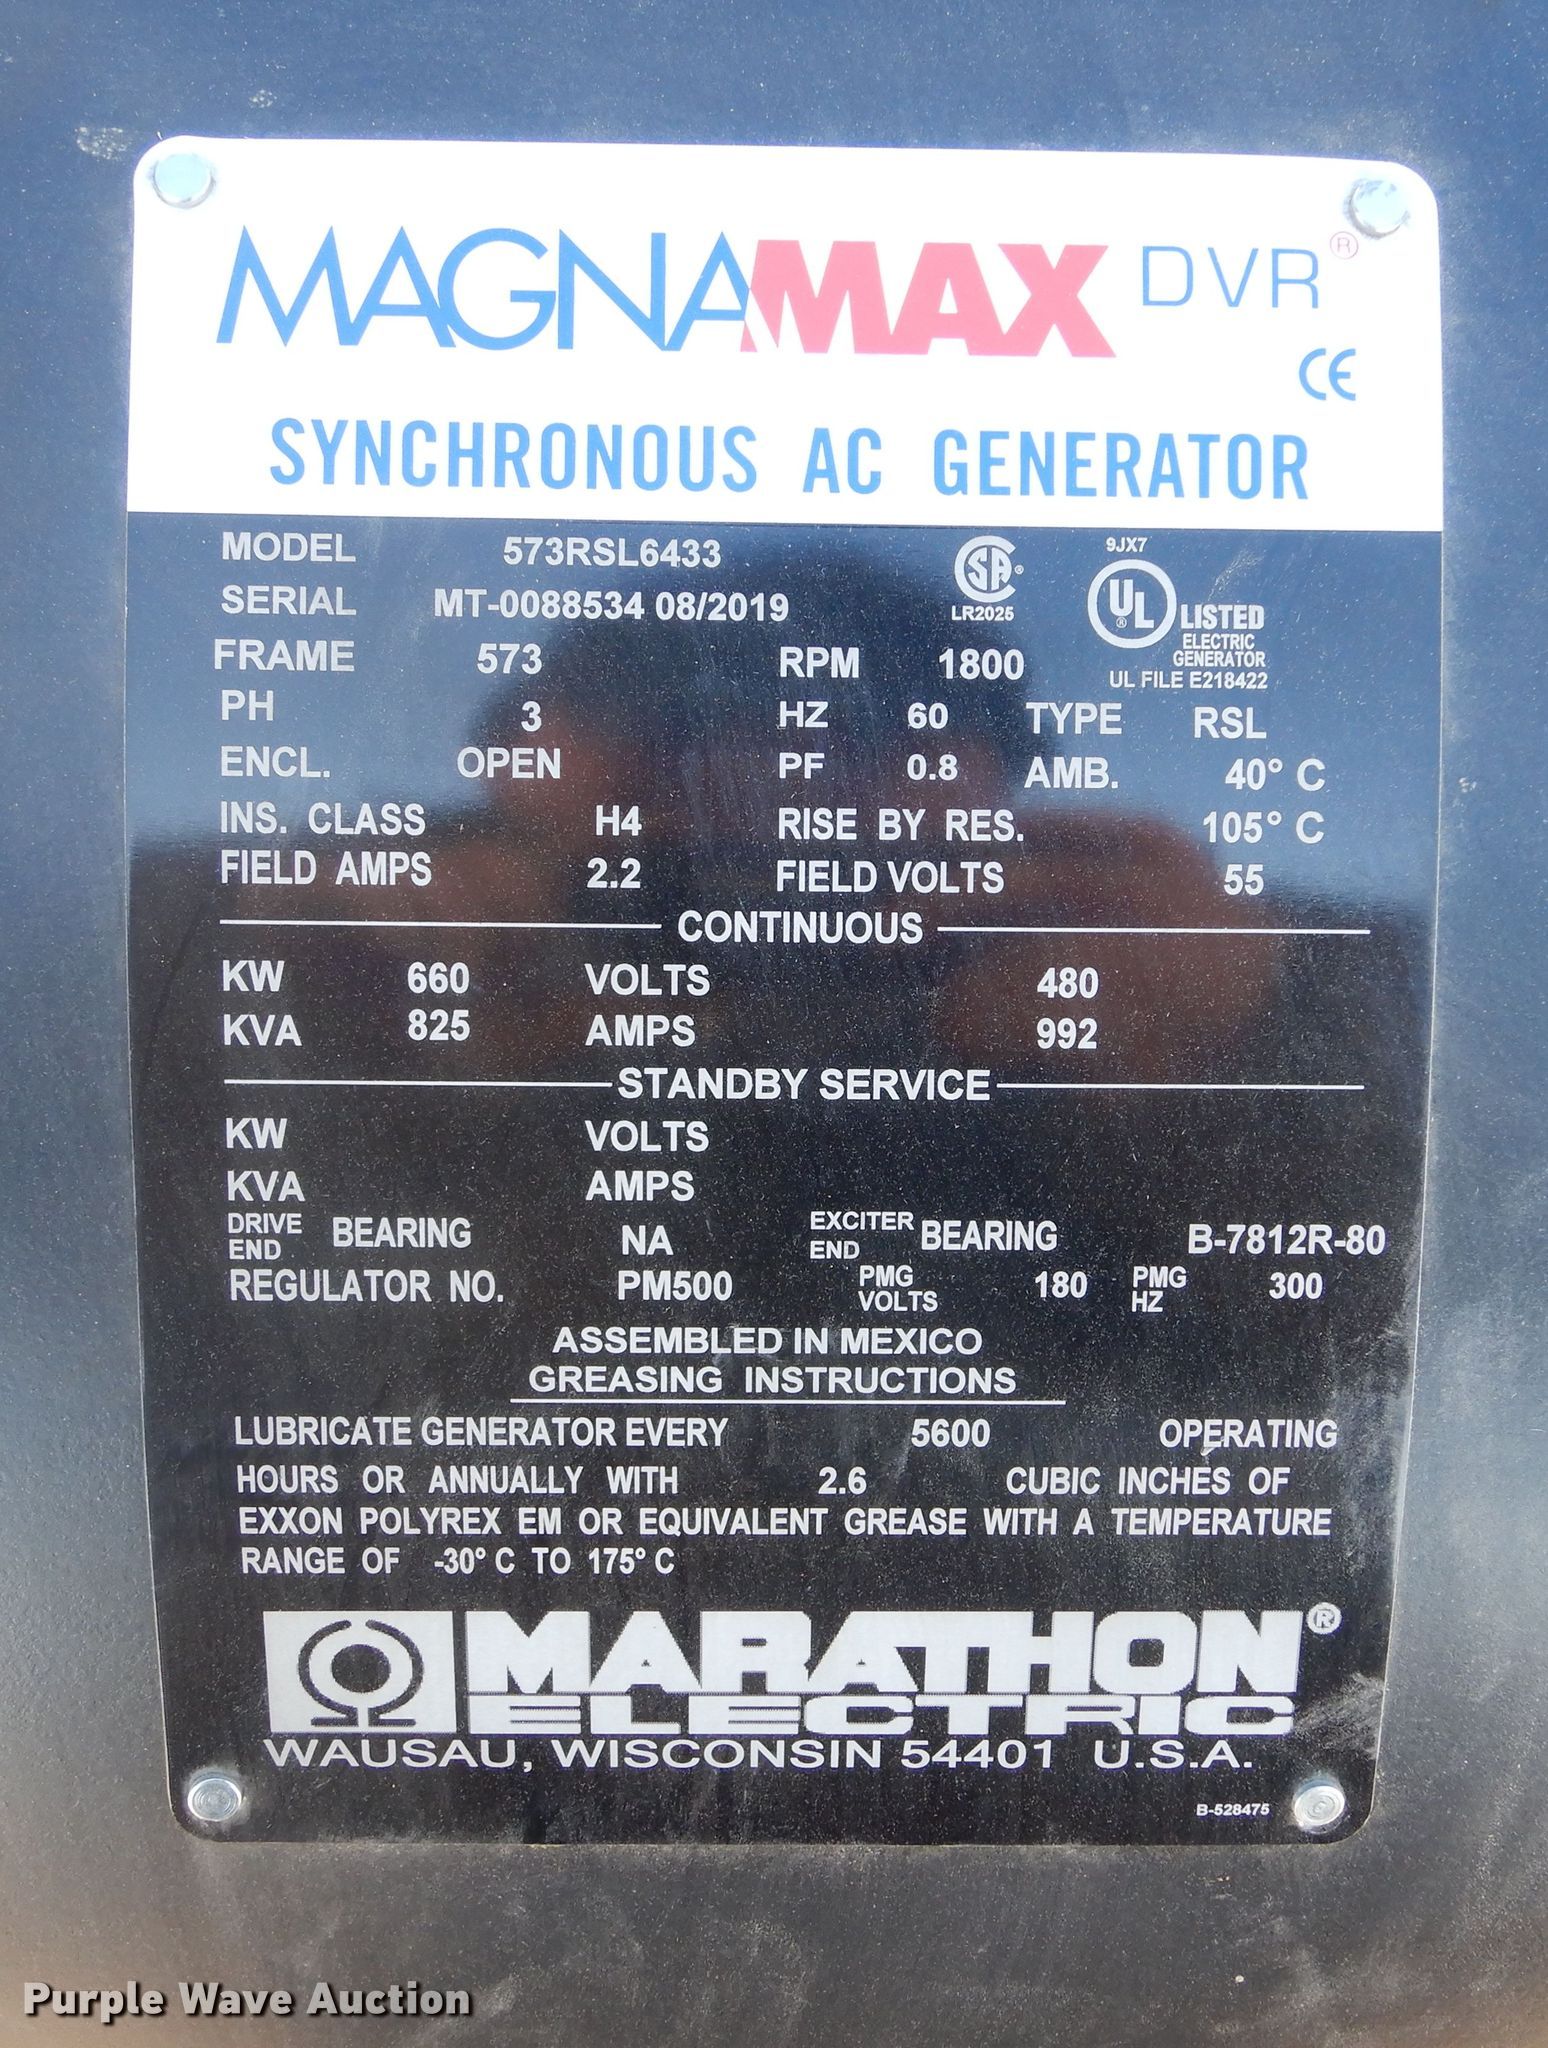 MAGNAMAX DVR®
CE
SYNCHRONOUS AC GENERATOR
MODEL 573RSL6433
SERIAL MT-0088534 08/2019
SA ®
LR2025
9JX7
UL ® LISTED
ELECTRIC
GENERATOR
UL FILE E218422
FRAME 573 RPM 1800
PH 3 HZ 60 TYPE RSL
ENCL. OPEN PF 0.8 AMB. 40° C
INS. CLASS H4 RISE BY RES. 105° C
FIELD AMPS 2.2 FIELD VOLTS 55
CONTINUOUS
KW 660 VOLTS 480
KVA 825 AMPS 992
STANDBY SERVICE
KW VOLTS
KVA AMPS
DRIVE END BEARING NA EXCITER END BEARING B-7812R-80
REGULATOR NO. PM500 PMG VOLTS 180 PMG HZ 300
ASSEMBLED IN MEXICO
GREASING INSTRUCTIONS
LUBRICATE GENERATOR EVERY 5600 OPERATING
HOURS OR ANNUALLY WITH 2.6 CUBIC INCHES OF
EXXON POLYREX EM OR EQUIVALENT GREASE WITH A TEMPERATURE
RANGE OF -30° C TO 175° C
MARATHON®
ELECTRIC
WAUSAU, WISCONSIN 54401 U.S.A.
B-528475
Purple Wave Auction